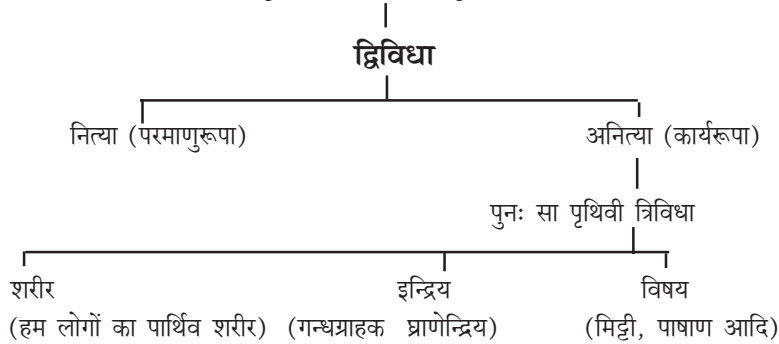 द्विविधा
नित्या (परमाणुरूपा) अनित्या (कार्यरूपा)
पुनः सा पृथिवी त्रिविधा
शरीर इन्द्रिय विषय
(हम लोगों का पार्थिव शरीर) (गन्धग्राहक घ्राणेन्द्रिय) (मिट्टी, पाषाण आदि)